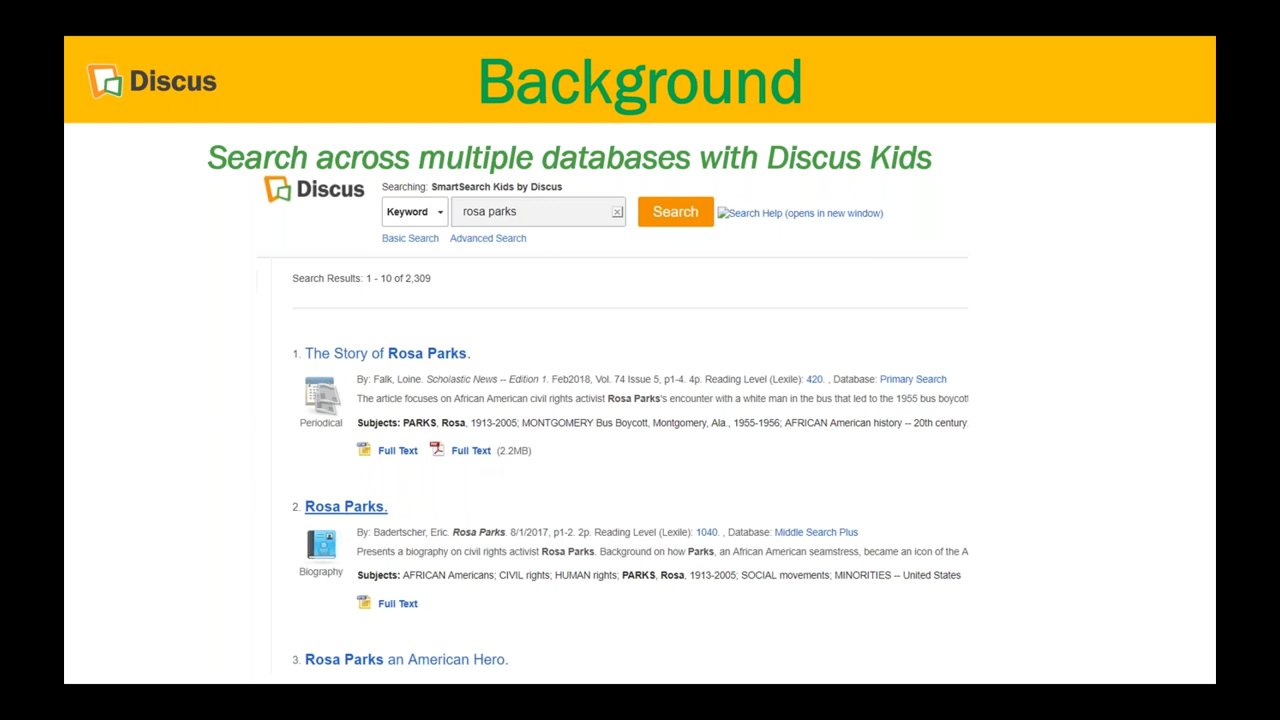 Discus
Background
Search across multiple databases with Discus Kids
Discus
Searching: SmartSearch Kids by Discus
Keyword
rosa parks
Search
Search Help (opens in new window)
Basic Search Advanced Search
Search Results: 1 - 10 of 2,309
1. The Story of Rosa Parks.
By: Falk, Loine. Scholastic News -- Edition 1. Feb2018, Vol. 74 Issue 5, p1-4. 4p. Reading Level (Lexile): 420. , Database: Primary Search
The article focuses on African American civil rights activist Rosa Parks's encounter with a white man in the bus that led to the 1955 bus boycott
Periodical
Subjects: PARKS, Rosa, 1913-2005; MONTGOMERY Bus Boycott, Montgomery, Ala., 1955-1956; AFRICAN American history -- 20th century
Full Text Full Text (2.2MB)
2. Rosa Parks.
By: Badertscher, Eric. Rosa Parks. 8/1/2017, p1-2. 2p. Reading Level (Lexile): 1040. , Database: Middle Search Plus
Presents a biography on civil rights activist Rosa Parks. Background on how Parks, an African American seamstress, became an icon of the A
Biography
Subjects: AFRICAN Americans; CIVIL rights; HUMAN rights; PARKS, Rosa, 1913-2005; SOCIAL movements; MINORITIES -- United States
Full Text
3. Rosa Parks an American Hero.